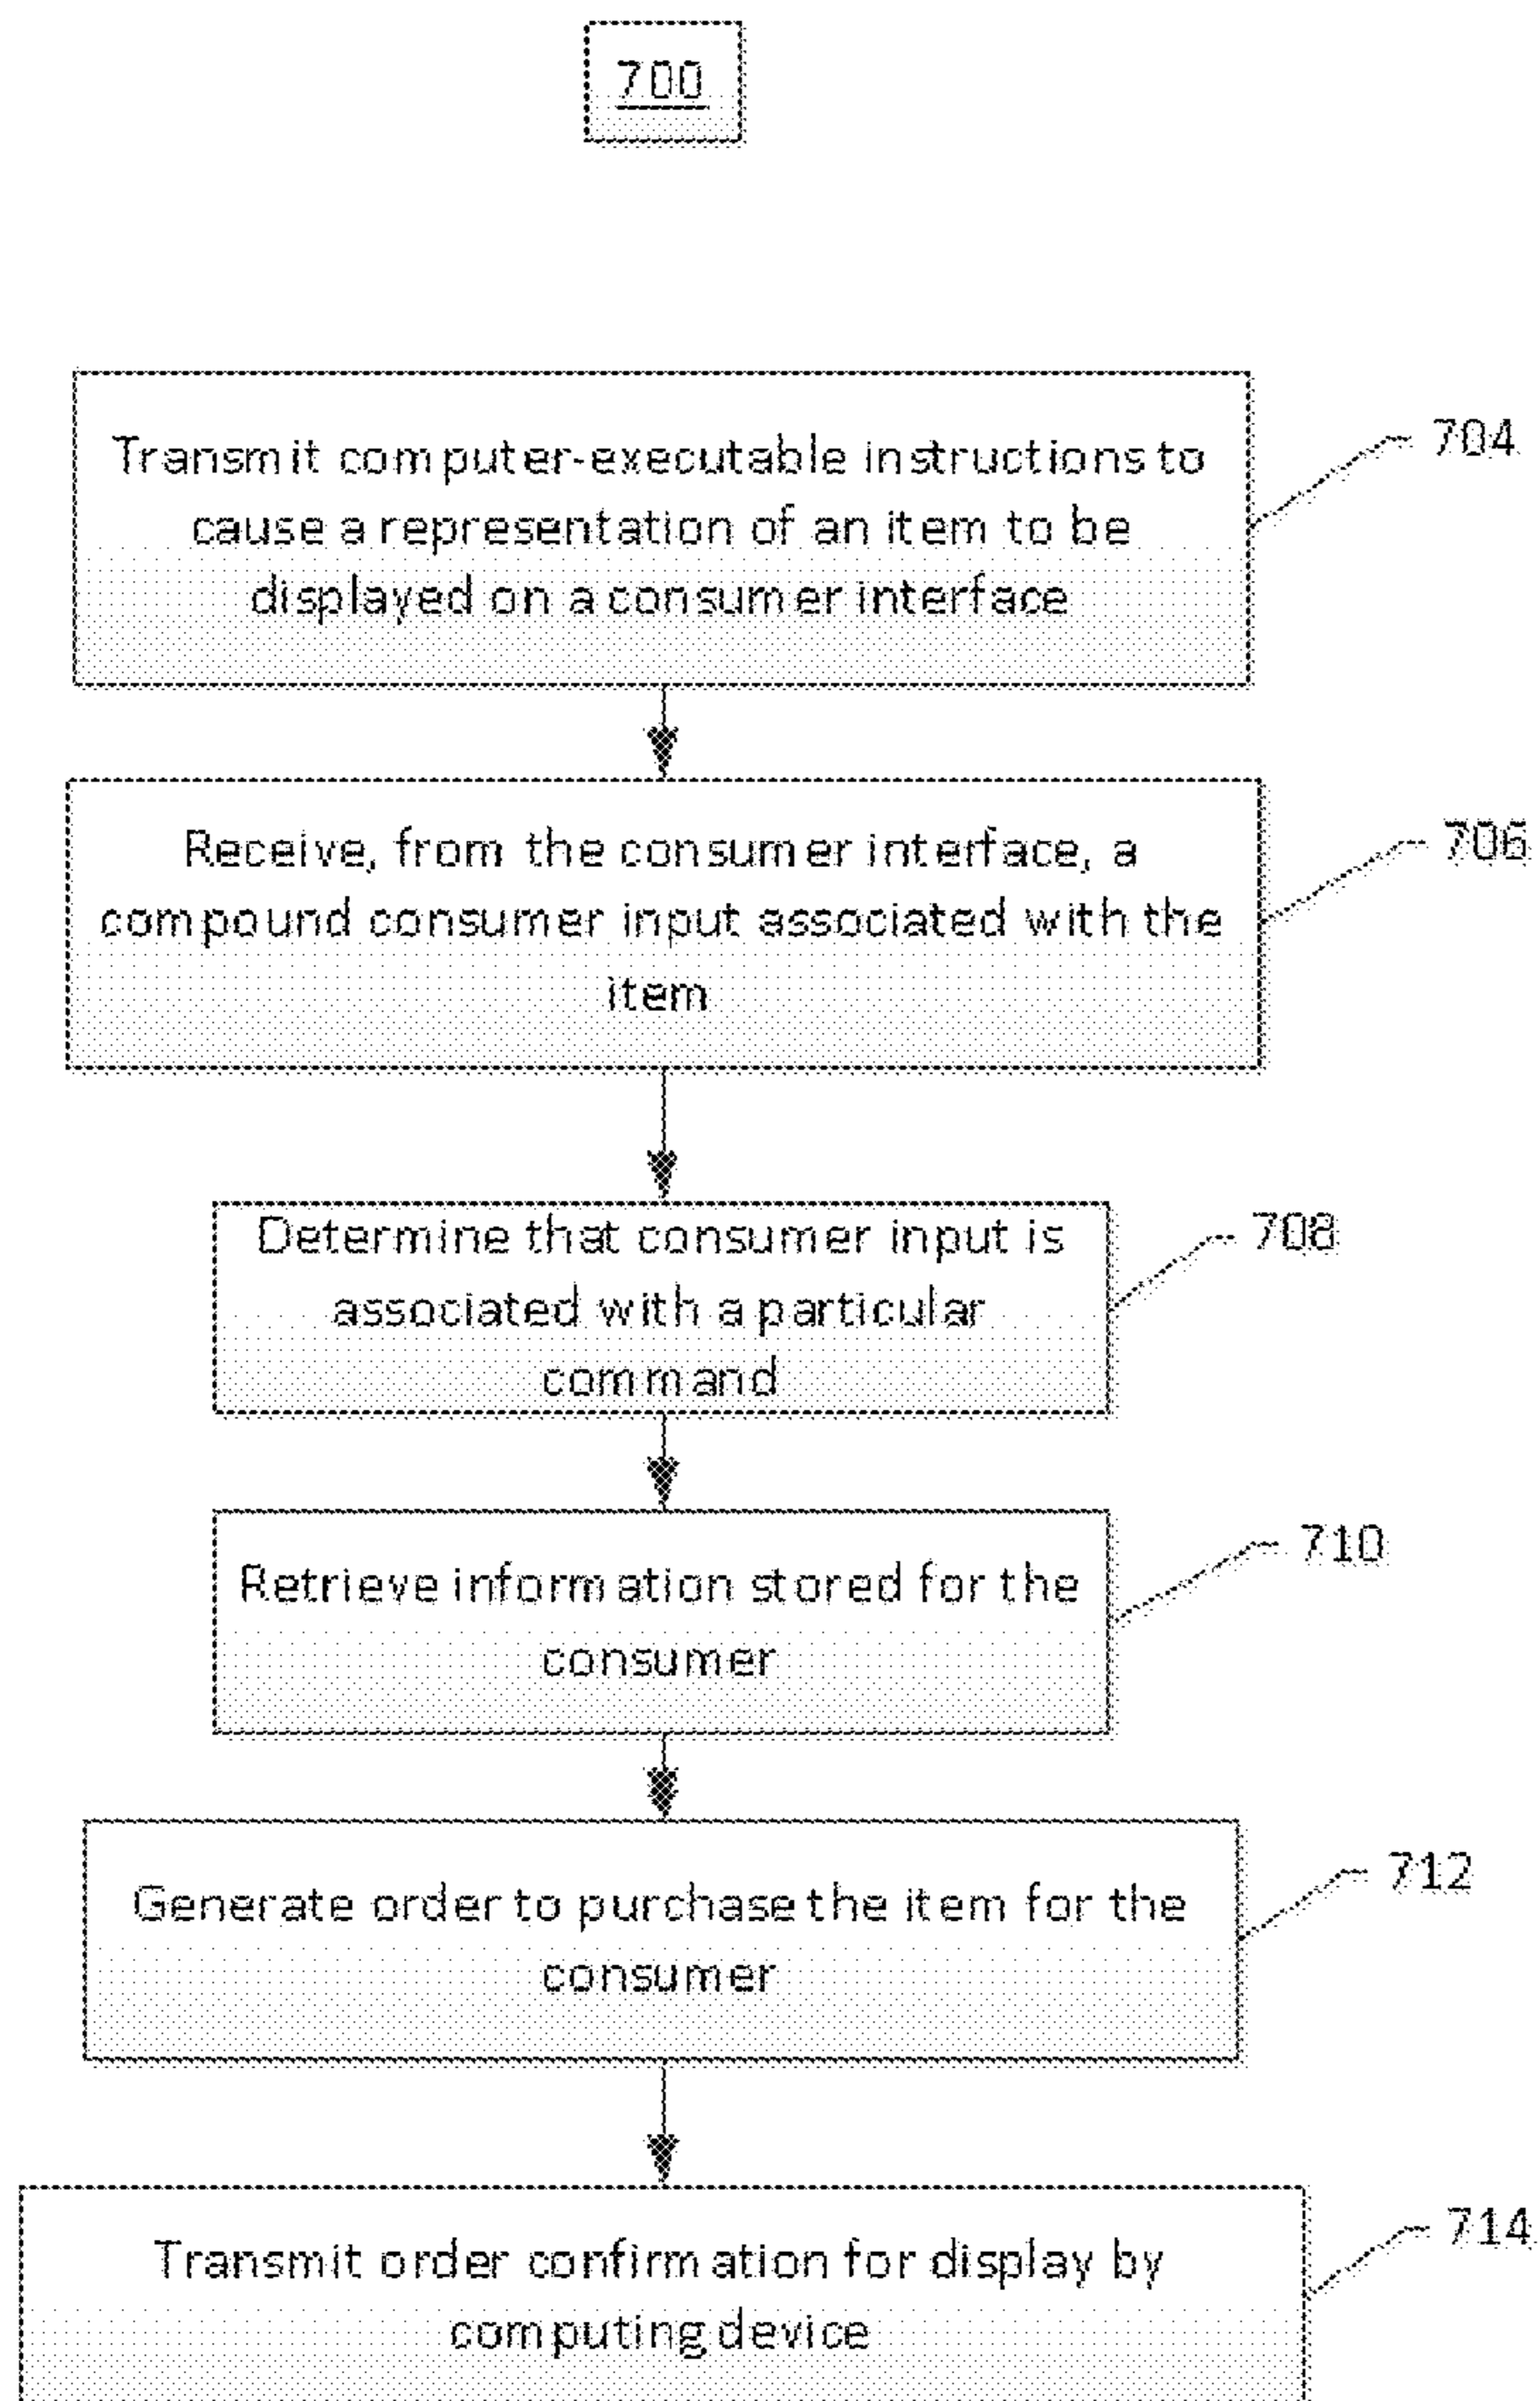 700
Transmit computer-executable instructions to
cause a representation of an item to be
displayed on a consumer interface
704
Receive, from the consumer interface, a
compound consumer input associated with the
item
706
Determine that consumer input is
associated with a particular
command
708
Retrieve information stored for the
consumer
710
Generate order to purchase the item for the
consumer
712
Transmit order confirmation for display by
computing device
714